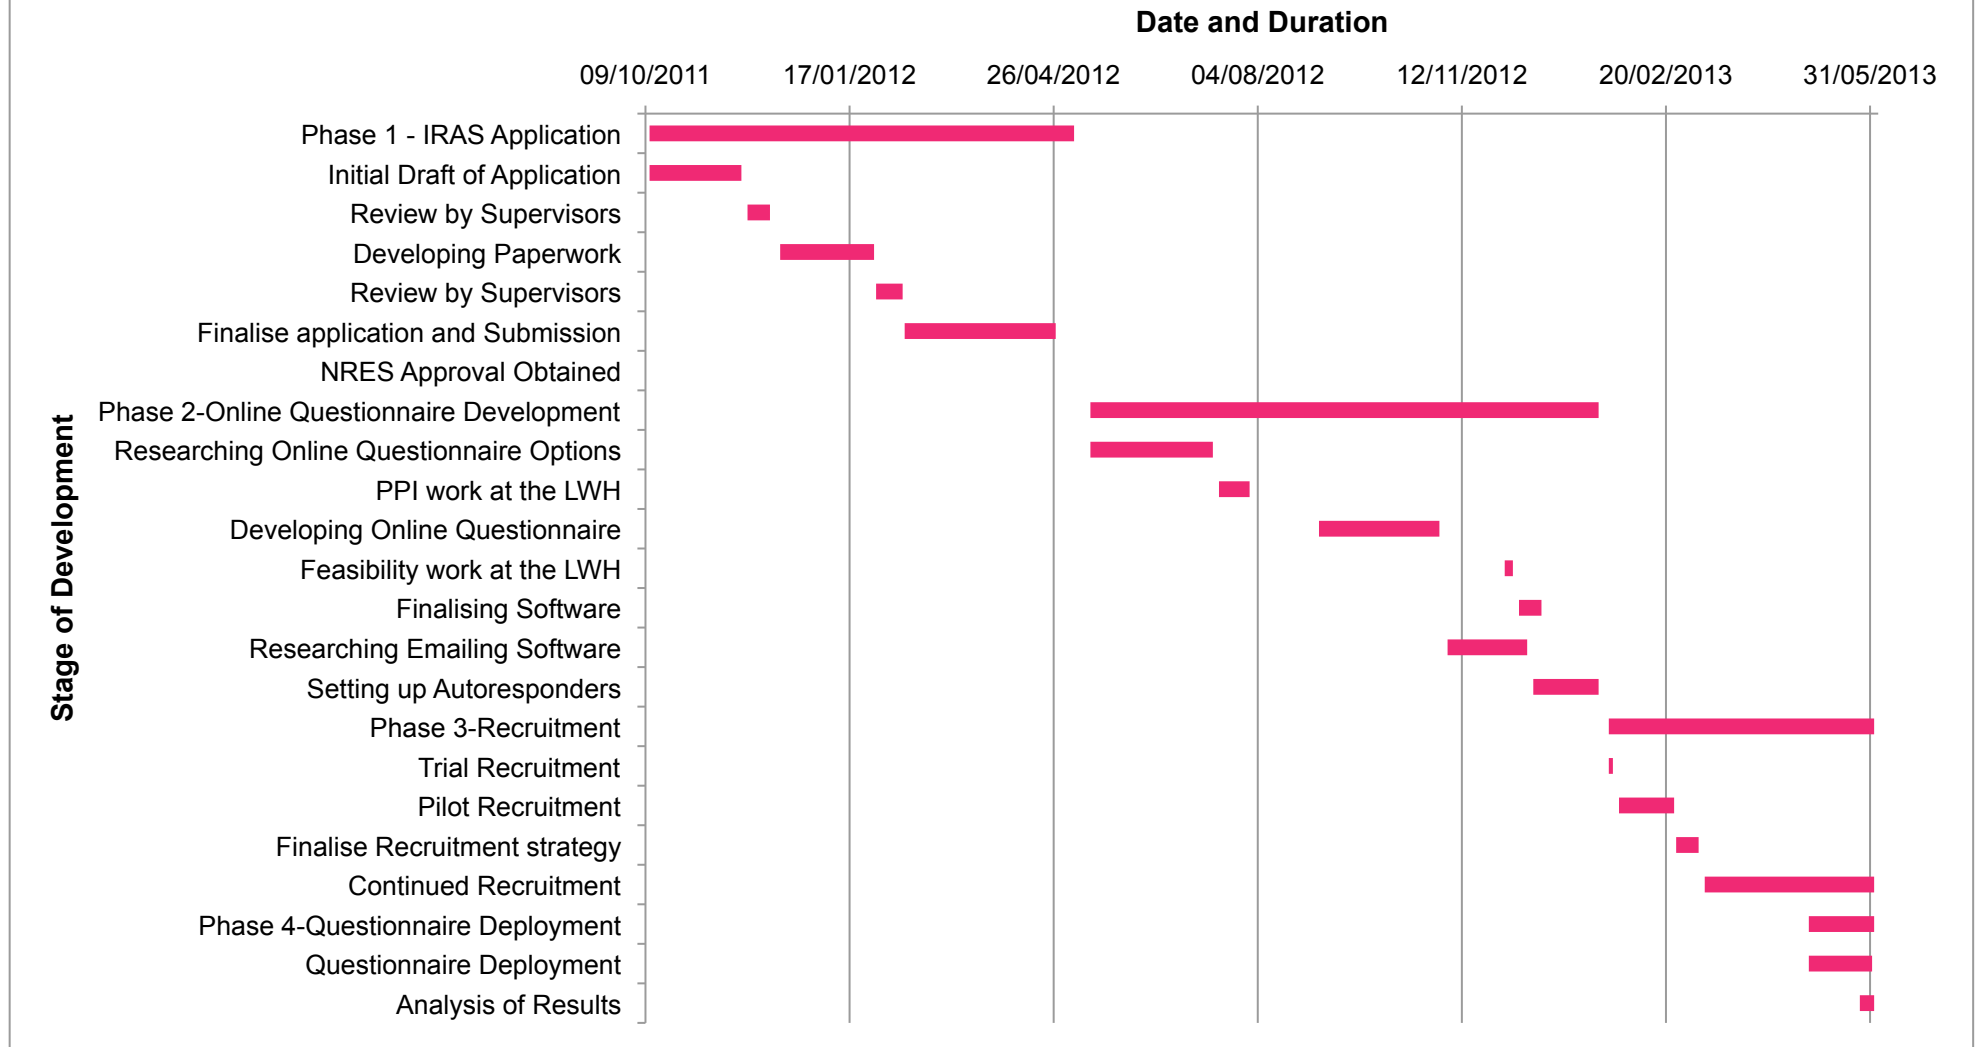 Date and Duration
09/10/2011 17/01/2012 26/04/2012 04/08/2012 12/11/2012 20/02/2013 31/05/2013
Stage of Development
Phase 1 - IRAS Application
Initial Draft of Application
Review by Supervisors
Developing Paperwork
Review by Supervisors
Finalise application and Submission
NRES Approval Obtained
Phase 2-Online Questionnaire Development
Researching Online Questionnaire Options
PPI work at the LWH
Developing Online Questionnaire
Feasibility work at the LWH
Finalising Software
Researching Emailing Software
Setting up Autoresponders
Phase 3-Recruitment
Trial Recruitment
Pilot Recruitment
Finalise Recruitment strategy
Continued Recruitment
Phase 4-Questionnaire Deployment
Questionnaire Deployment
Analysis of Results